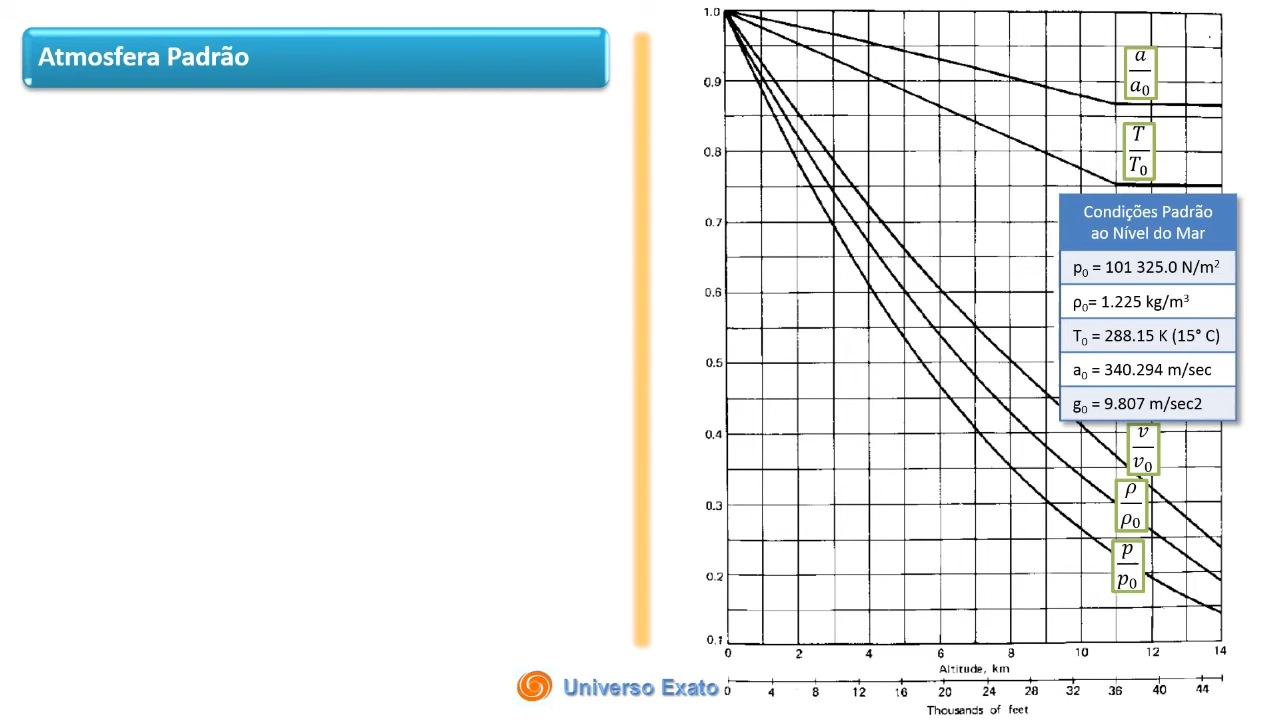 Atmosfera Padrão
1.0
0.9
0.8
0.7
0.6
0.5
0.4
0.3
0.2
0.1
a
a₀
T
T₀
Condições Padrão
ao Nível do Mar
p₀ = 101 325.0 N/m²
ρ₀= 1.225 kg/m³
T₀ = 288.15 K (15° C)
a₀ = 340.294 m/sec
g₀ = 9.807 m/sec2
v
v₀
ρ
ρ₀
p
p₀
0 2 4 6 8 10 12 14
Altitude, km
0 4 8 12 16 20 24 28 32 36 40 44
Thousands of feet
Universo Exato